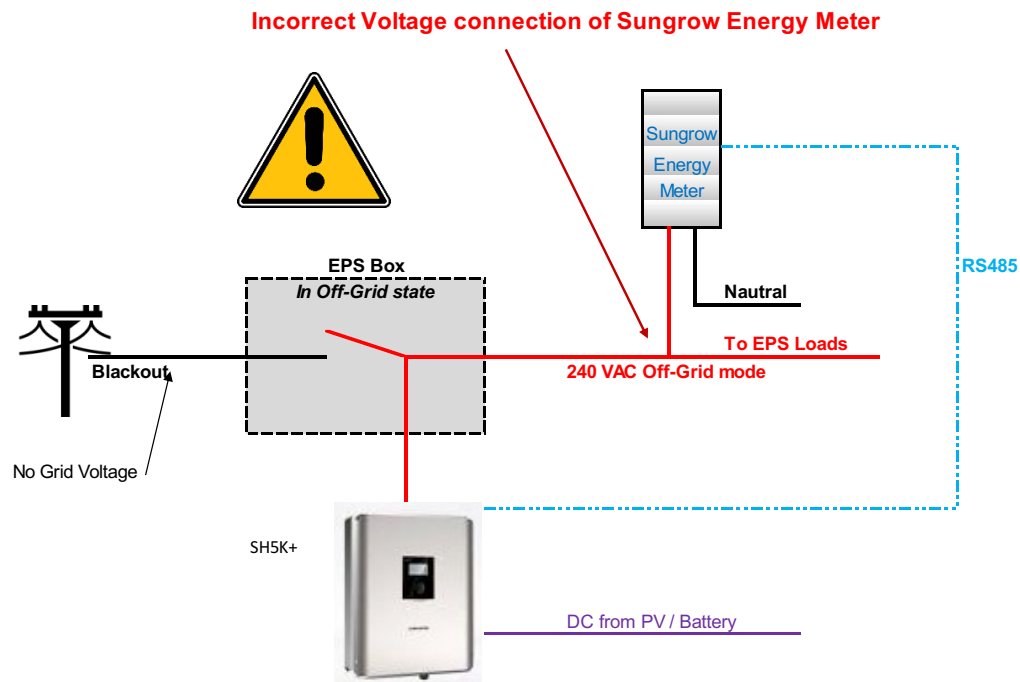 Incorrect Voltage connection of Sungrow Energy Meter
Sungrow
Energy
Meter
EPS Box
In Off-Grid state
RS485
Nautral
To EPS Loads
Blackout
240 VAC Off-Grid mode
No Grid Voltage
SH5K+
DC from PV / Battery